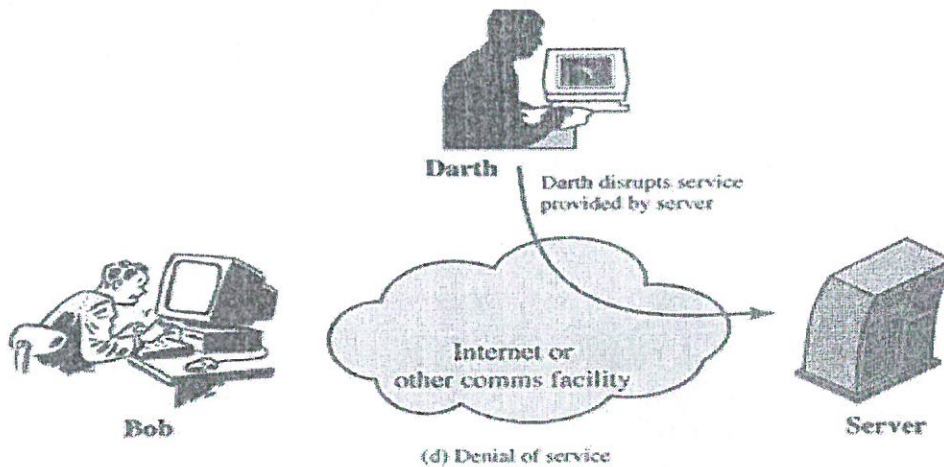 Darth
Darth disrupts service
provided by server
Internet or
other comms facility
Bob
Server
(d) Denial of service